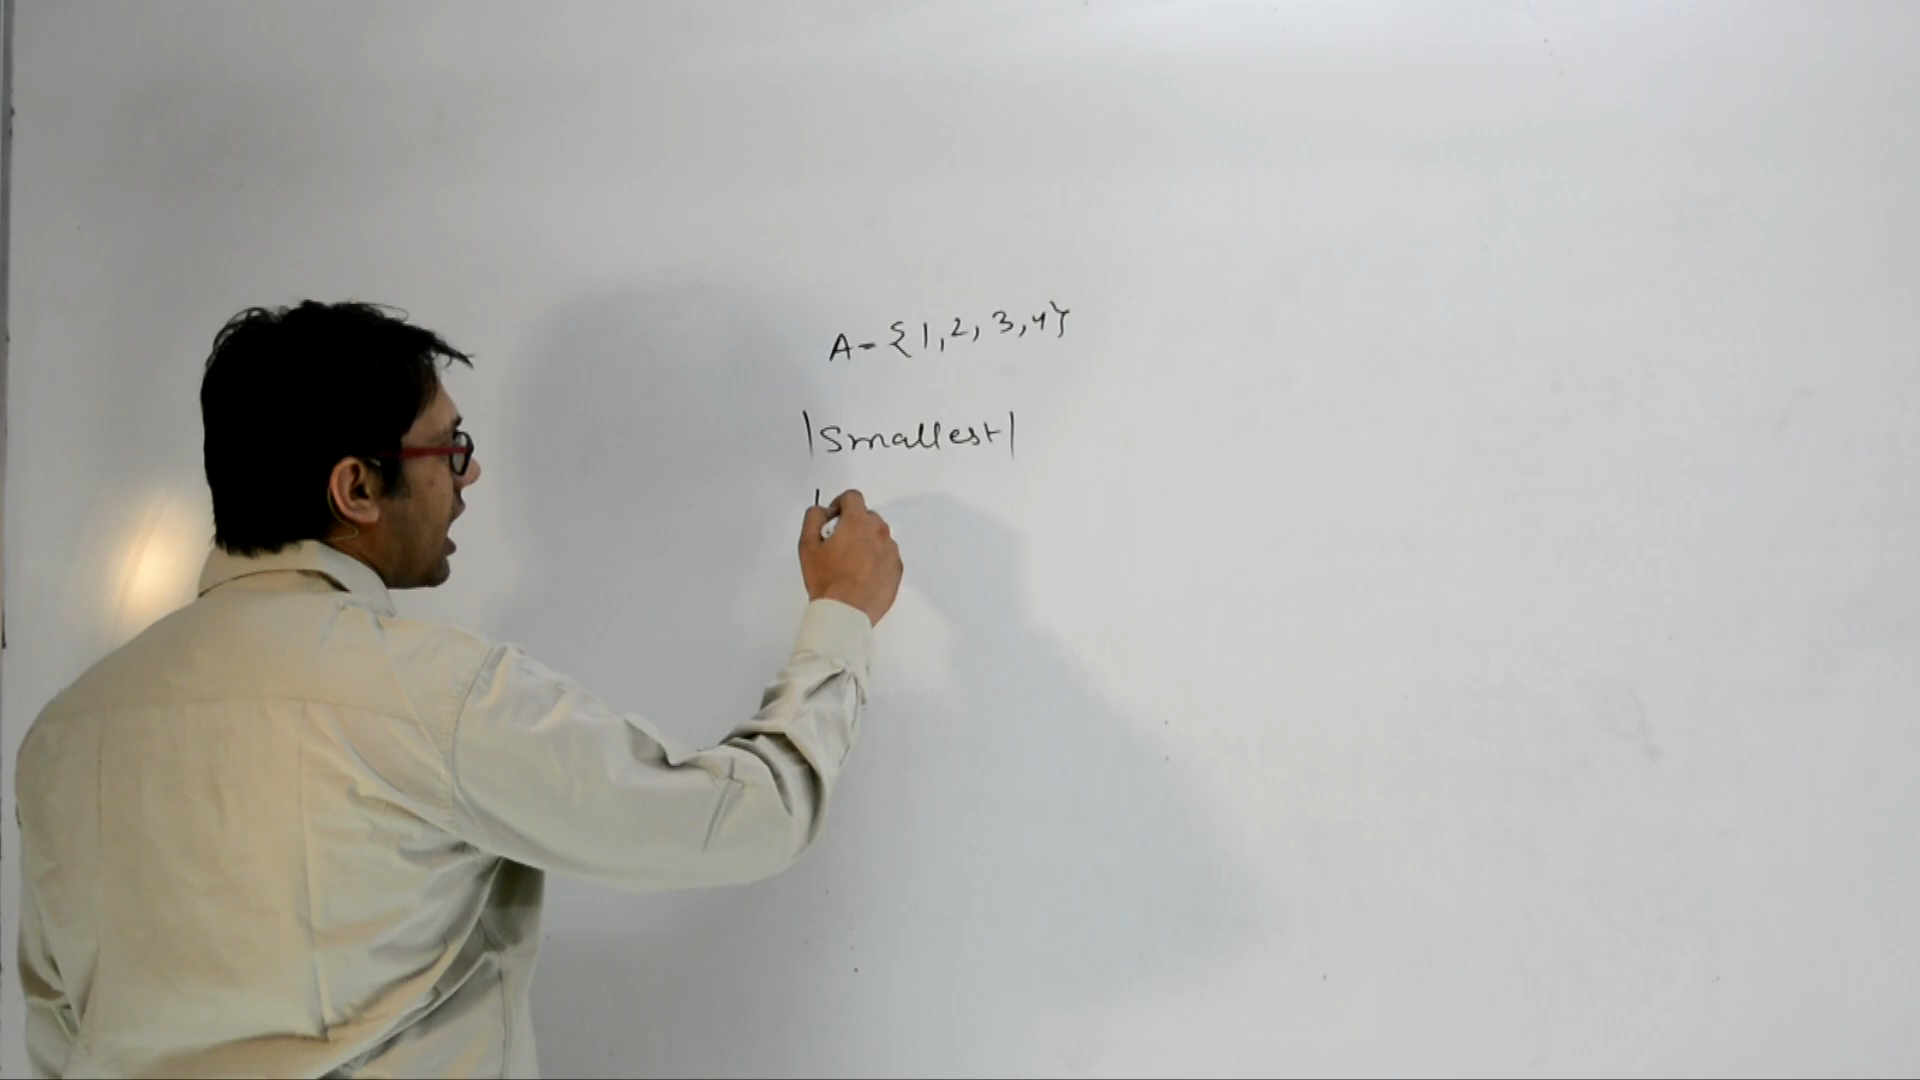 A = {1, 2, 3, 4}
|Smallest|
|